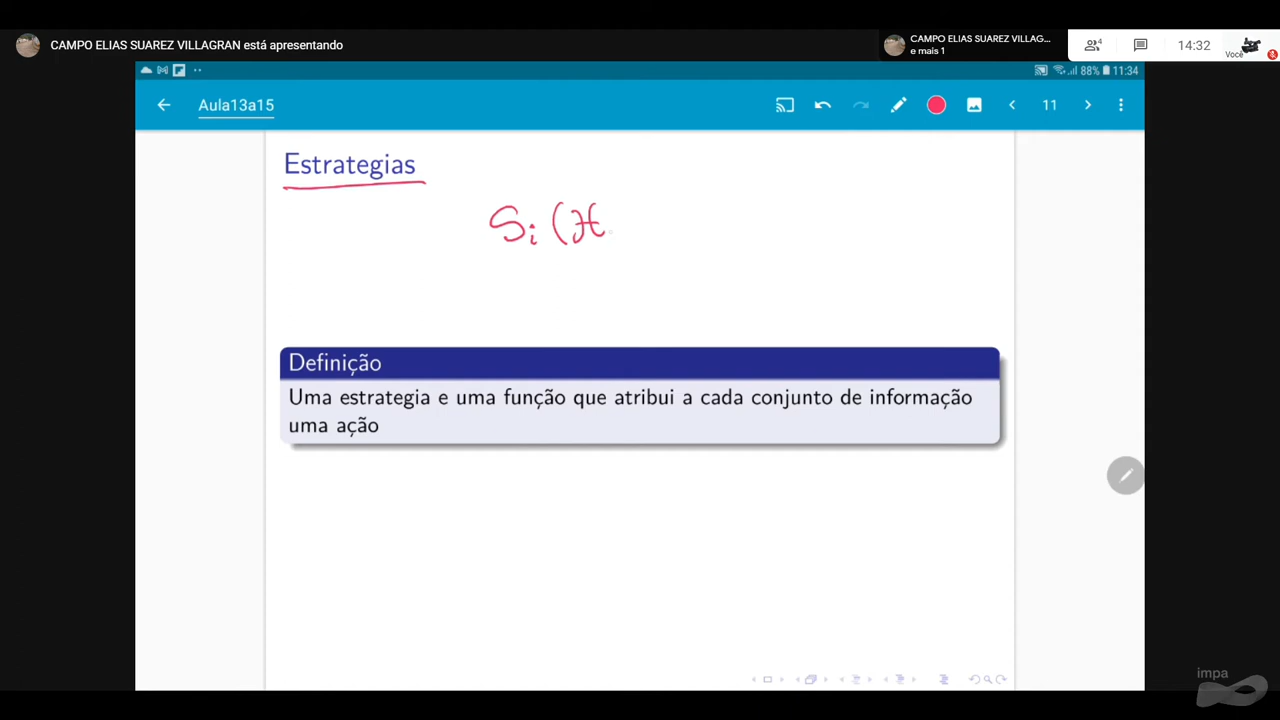 CAMPO ELIAS SUAREZ VILLAGRAN está apresentando
CAMPO ELIAS SUAREZ VILLAG...
e mais 1
4
14:32
Você
88% 11:34
Aula13a15
11
Estrategias
Si (H
Definição
Uma estrategia e uma função que atribui a cada conjunto de informação
uma ação
impa